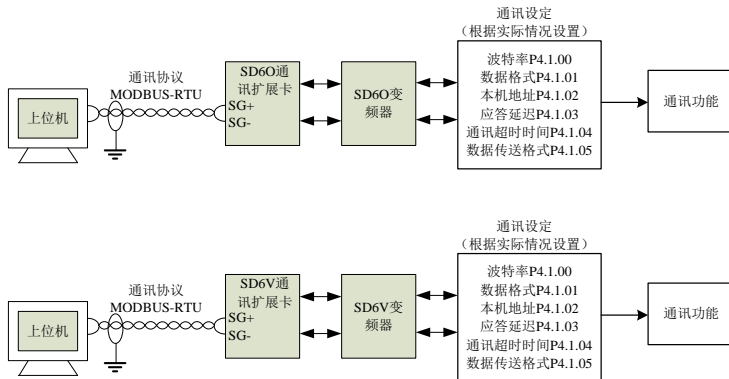 通讯设定
（根据实际情况设置）
通讯协议
MODBUS-RTU
上位机
SD6O通
讯扩展卡
SG+
SG-
SD6O变
频器
波特率P4.1.00
数据格式P4.1.01
本机地址P4.1.02
应答延迟P4.1.03
通讯超时时间P4.1.04
数据传送格式P4.1.05
通讯功能
通讯设定
（根据实际情况设置）
通讯协议
MODBUS-RTU
上位机
SD6V通
讯扩展卡
SG+
SG-
SD6V变
频器
波特率P4.1.00
数据格式P4.1.01
本机地址P4.1.02
应答延迟P4.1.03
通讯超时时间P4.1.04
数据传送格式P4.1.05
通讯功能